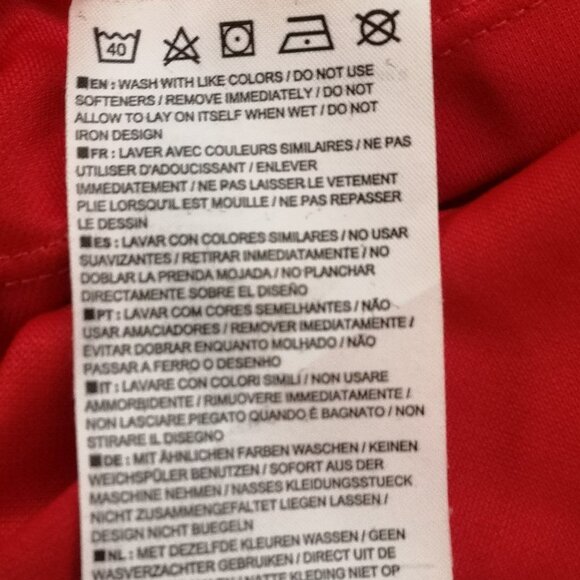 40
EN : WASH WITH LIKE COLORS / DO NOT USE
SOFTENERS / REMOVE IMMEDIATELY / DO NOT
ALLOW TO LAY ON ITSELF WHEN WET / DO NOT
IRON DESIGN
FR : LAVER AVEC COULEURS SIMILAIRES / NE PAS
UTILISER D'ADOUCISSANT / ENLEVER
IMMEDIATEMENT / NE PAS LAISSER LE VETEMENT
PLIE LORSQU'IL EST MOUILLE / NE PAS REPASSER
LE DESSIN
ES : LAVAR CON COLORES SIMILARES / NO USAR
SUAVIZANTES / RETIRAR INMEDIATAMENTE / NO
DOBLAR LA PRENDA MOJADA / NO PLANCHAR
DIRECTAMENTE SOBRE EL DISEÑO
PT : LAVAR COM CORES SEMELHANTES / NÃO
USAR AMACIADORES / REMOVER IMEDIATAMENTE /
EVITAR DOBRAR ENQUANTO MOLHADO / NÃO
PASSAR A FERRO O DESENHO
IT : LAVARE CON COLORI SIMILI / NON USARE
AMMORBIDENTE / RIMUOVERE IMMEDIATAMENTE /
NON LASCIARE PIEGATO QUANDO È BAGNATO / NON
STIRARE IL DISEGNO
DE : MIT ÄHNLICHEN FARBEN WASCHEN / KEINEN
WEICHSPÜLER BENUTZEN / SOFORT AUS DER
MASCHINE NEHMEN / NASSES KLEIDUNGSSTUECK
NICHT ZUSAMMENGEFALTET LIEGEN LASSEN /
DESIGN NICHT BUEGELN
NL : MET DEZELFDE KLEUREN WASSEN / GEEN
WASVERZACHTER GEBRUIKEN / DIRECT UIT DE
NATTE KLEDING NIET OP